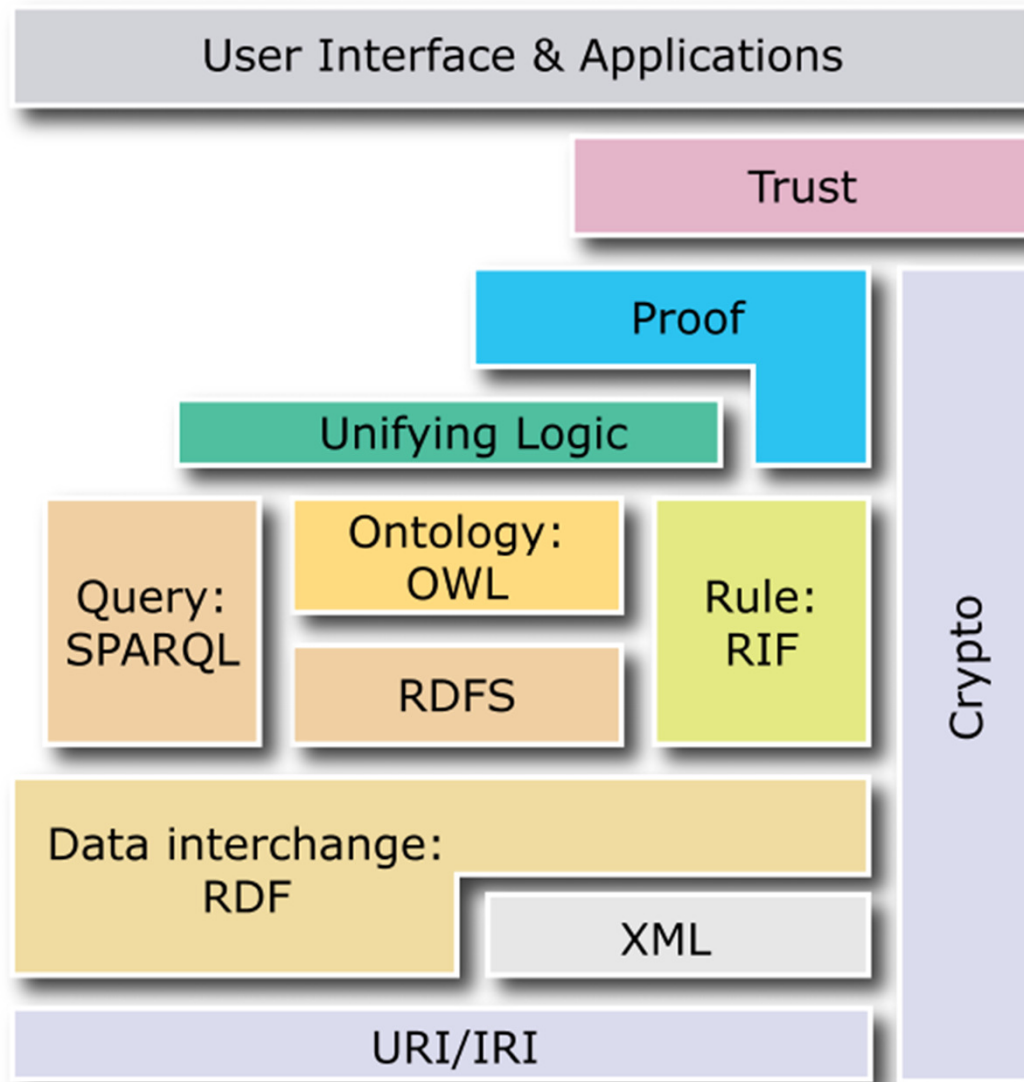 User Interface & Applications
Trust
Proof
Unifying Logic
Query:
SPARQL
Ontology:
OWL
RDFS
Rule:
RIF
Crypto
Data interchange:
RDF
XML
URI/IRI